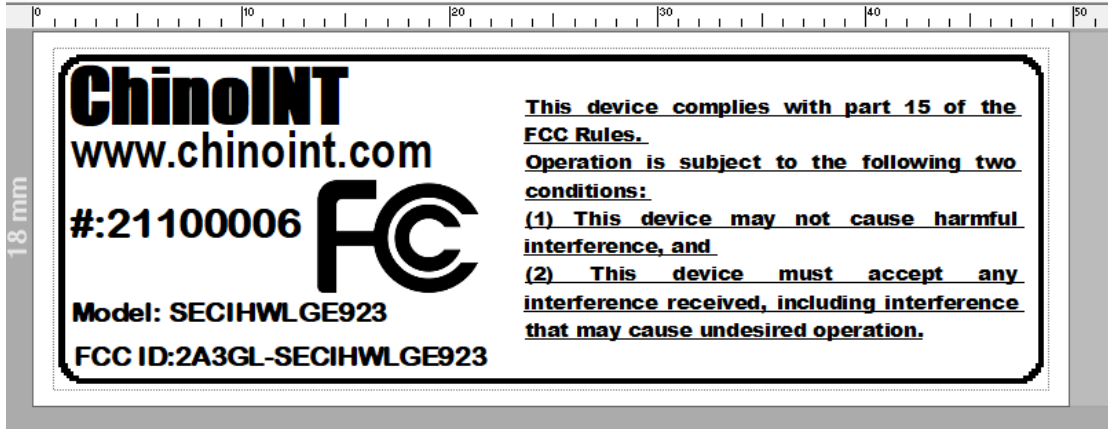 0 10 20 30 40 50
18 mm
ChinoINT
www.chinoint.com
#:21100006
FC
Model: SECIHWLGE923
FCC ID:2A3GL-SECIHWLGE923
This device complies with part 15 of the
FCC Rules.
Operation is subject to the following two
conditions:
(1) This device may not cause harmful
interference, and
(2) This device must accept any
interference received, including interference
that may cause undesired operation.